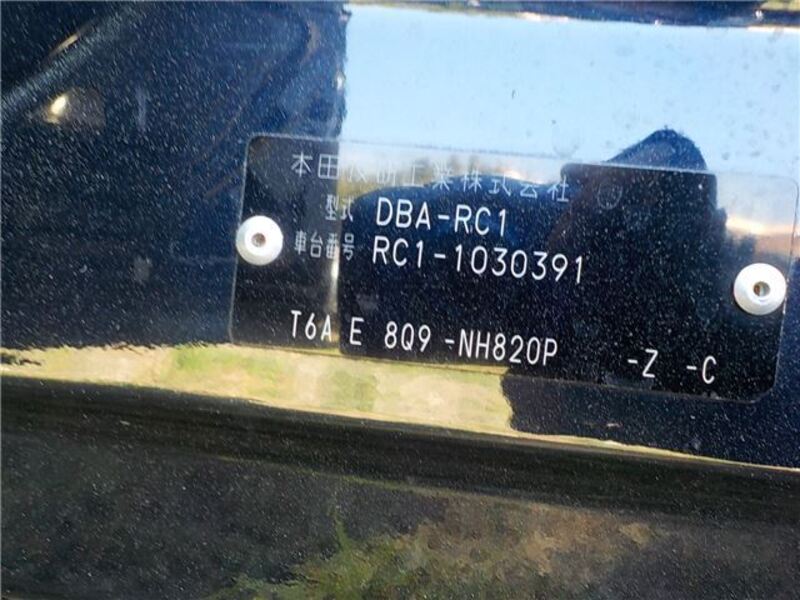 本田技研工業株式会社
型式 DBA-RC1
車台番号 RC1-1030391
T6A E 8Q9 -NH820P -Z -C